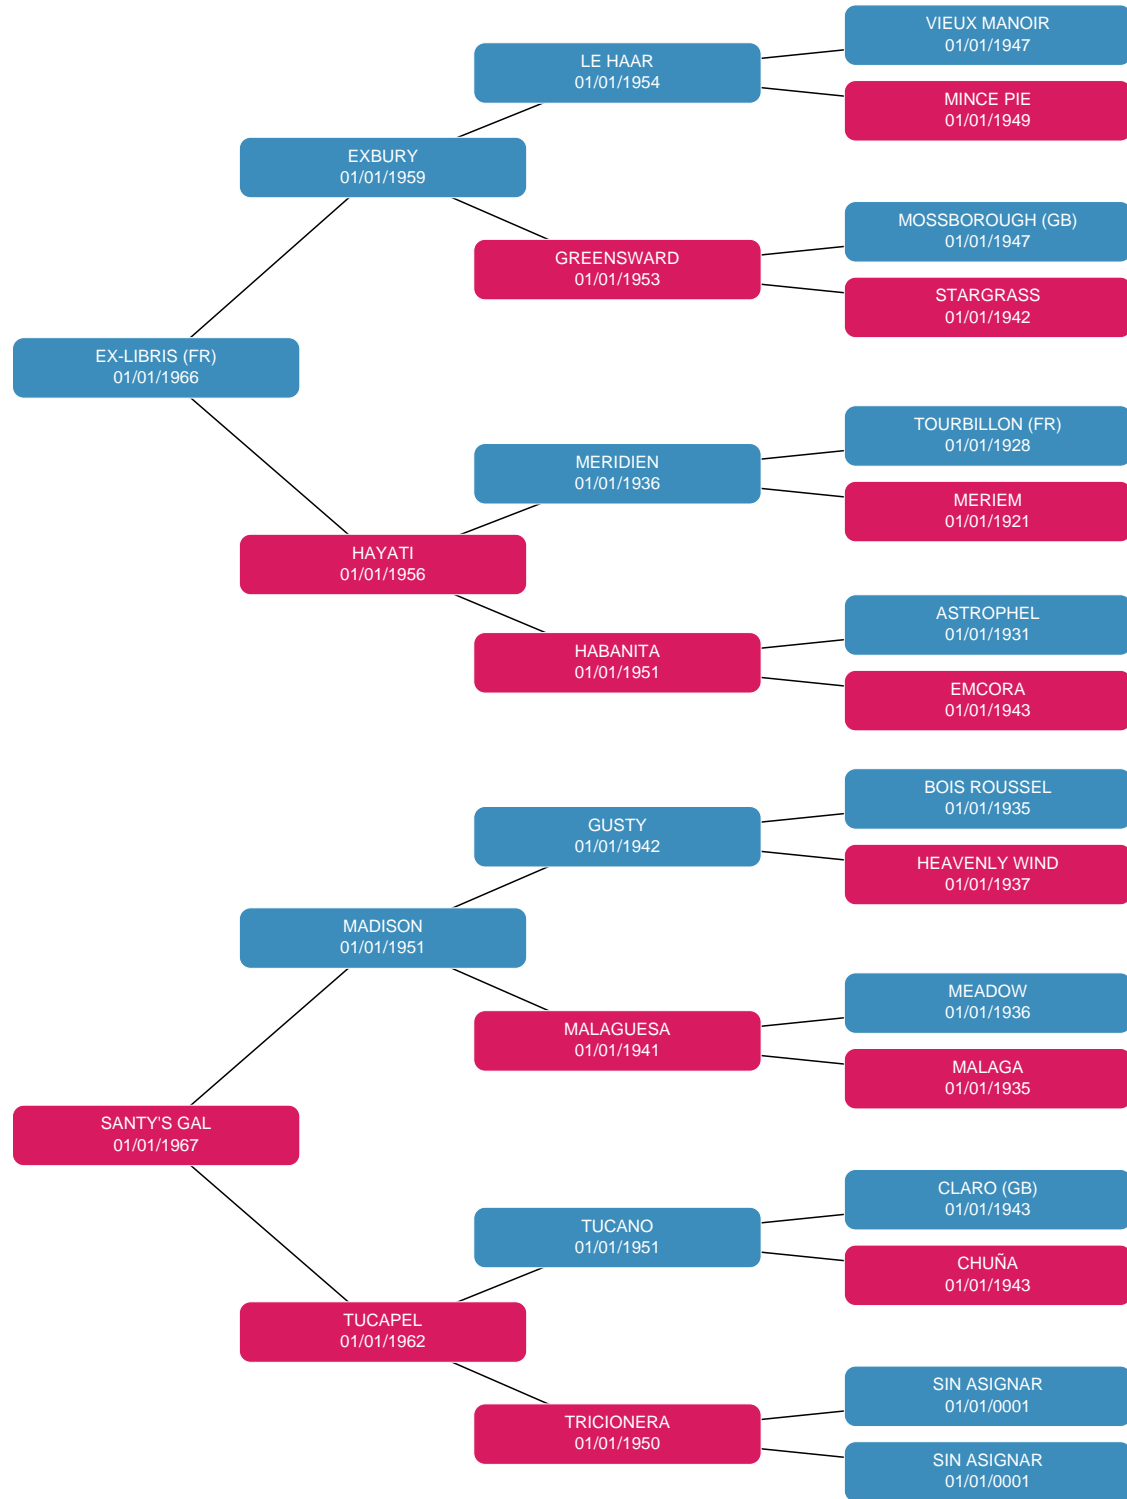 VIEUX MANOIR
01/01/1947
LE HAAR
01/01/1954
MINCE PIE
01/01/1949
EXBURY
01/01/1959
MOSSBOROUGH (GB)
01/01/1947
GREENSWARD
01/01/1953
STARGRASS
01/01/1942
EX-LIBRIS (FR)
01/01/1966
TOURBILLON (FR)
01/01/1928
MERIDIEN
01/01/1936
MERIEM
01/01/1921
HAYATI
01/01/1956
ASTROPHEL
01/01/1931
HABANITA
01/01/1951
EMCORA
01/01/1943
BOIS ROUSSEL
01/01/1935
GUSTY
01/01/1942
HEAVENLY WIND
01/01/1937
MADISON
01/01/1951
MEADOW
01/01/1936
MALAGUESA
01/01/1941
MALAGA
01/01/1935
SANTY'S GAL
01/01/1967
CLARO (GB)
01/01/1943
TUCANO
01/01/1951
CHUÑA
01/01/1943
TUCAPEL
01/01/1962
SIN ASIGNAR
01/01/0001
TRICIONERA
01/01/1950
SIN ASIGNAR
01/01/0001